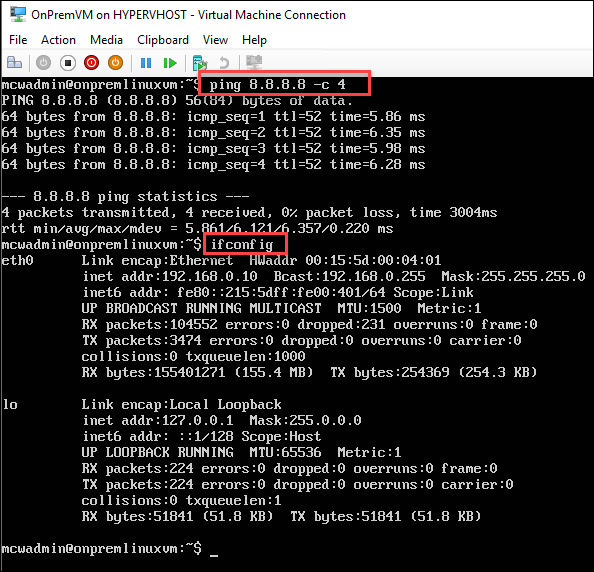 OnPremVM on HYPERVHOST - Virtual Machine Connection
File Action Media Clipboard View Help
mcwadmin@onpremlinuxvm:~$ ping 8.8.8.8 -c 4
PING 8.8.8.8 (8.8.8.8) 56(84) bytes of data.
64 bytes from 8.8.8.8: icmp_seq=1 ttl=52 time=5.86 ms
64 bytes from 8.8.8.8: icmp_seq=2 ttl=52 time=6.35 ms
64 bytes from 8.8.8.8: icmp_seq=3 ttl=52 time=5.98 ms
64 bytes from 8.8.8.8: icmp_seq=4 ttl=52 time=6.28 ms
--- 8.8.8.8 ping statistics ---
4 packets transmitted, 4 received, 0% packet loss, time 3004ms
rtt min/avg/max/mdev = 5.861/6.121/6.357/0.220 ms
mcwadmin@onpremlinuxvm:~$ ifconfig
eth0 Link encap:Ethernet HWaddr 00:15:5d:00:04:01
inet addr:192.168.0.10 Bcast:192.168.0.255 Mask:255.255.255.0
inet6 addr: fe80::215:5dff:fe00:401/64 Scope:Link
UP BROADCAST RUNNING MULTICAST MTU:1500 Metric:1
RX packets:104552 errors:0 dropped:231 overruns:0 frame:0
TX packets:3474 errors:0 dropped:0 overruns:0 carrier:0
collisions:0 txqueuelen:1000
RX bytes:155401271 (155.4 MB) TX bytes:254369 (254.3 KB)
lo Link encap:Local Loopback
inet addr:127.0.0.1 Mask:255.0.0.0
inet6 addr: ::1/128 Scope:Host
UP LOOPBACK RUNNING MTU:65536 Metric:1
RX packets:224 errors:0 dropped:0 overruns:0 frame:0
TX packets:224 errors:0 dropped:0 overruns:0 carrier:0
collisions:0 txqueuelen:1
RX bytes:51841 (51.8 KB) TX bytes:51841 (51.8 KB)
mcwadmin@onpremlinuxvm:~$ _